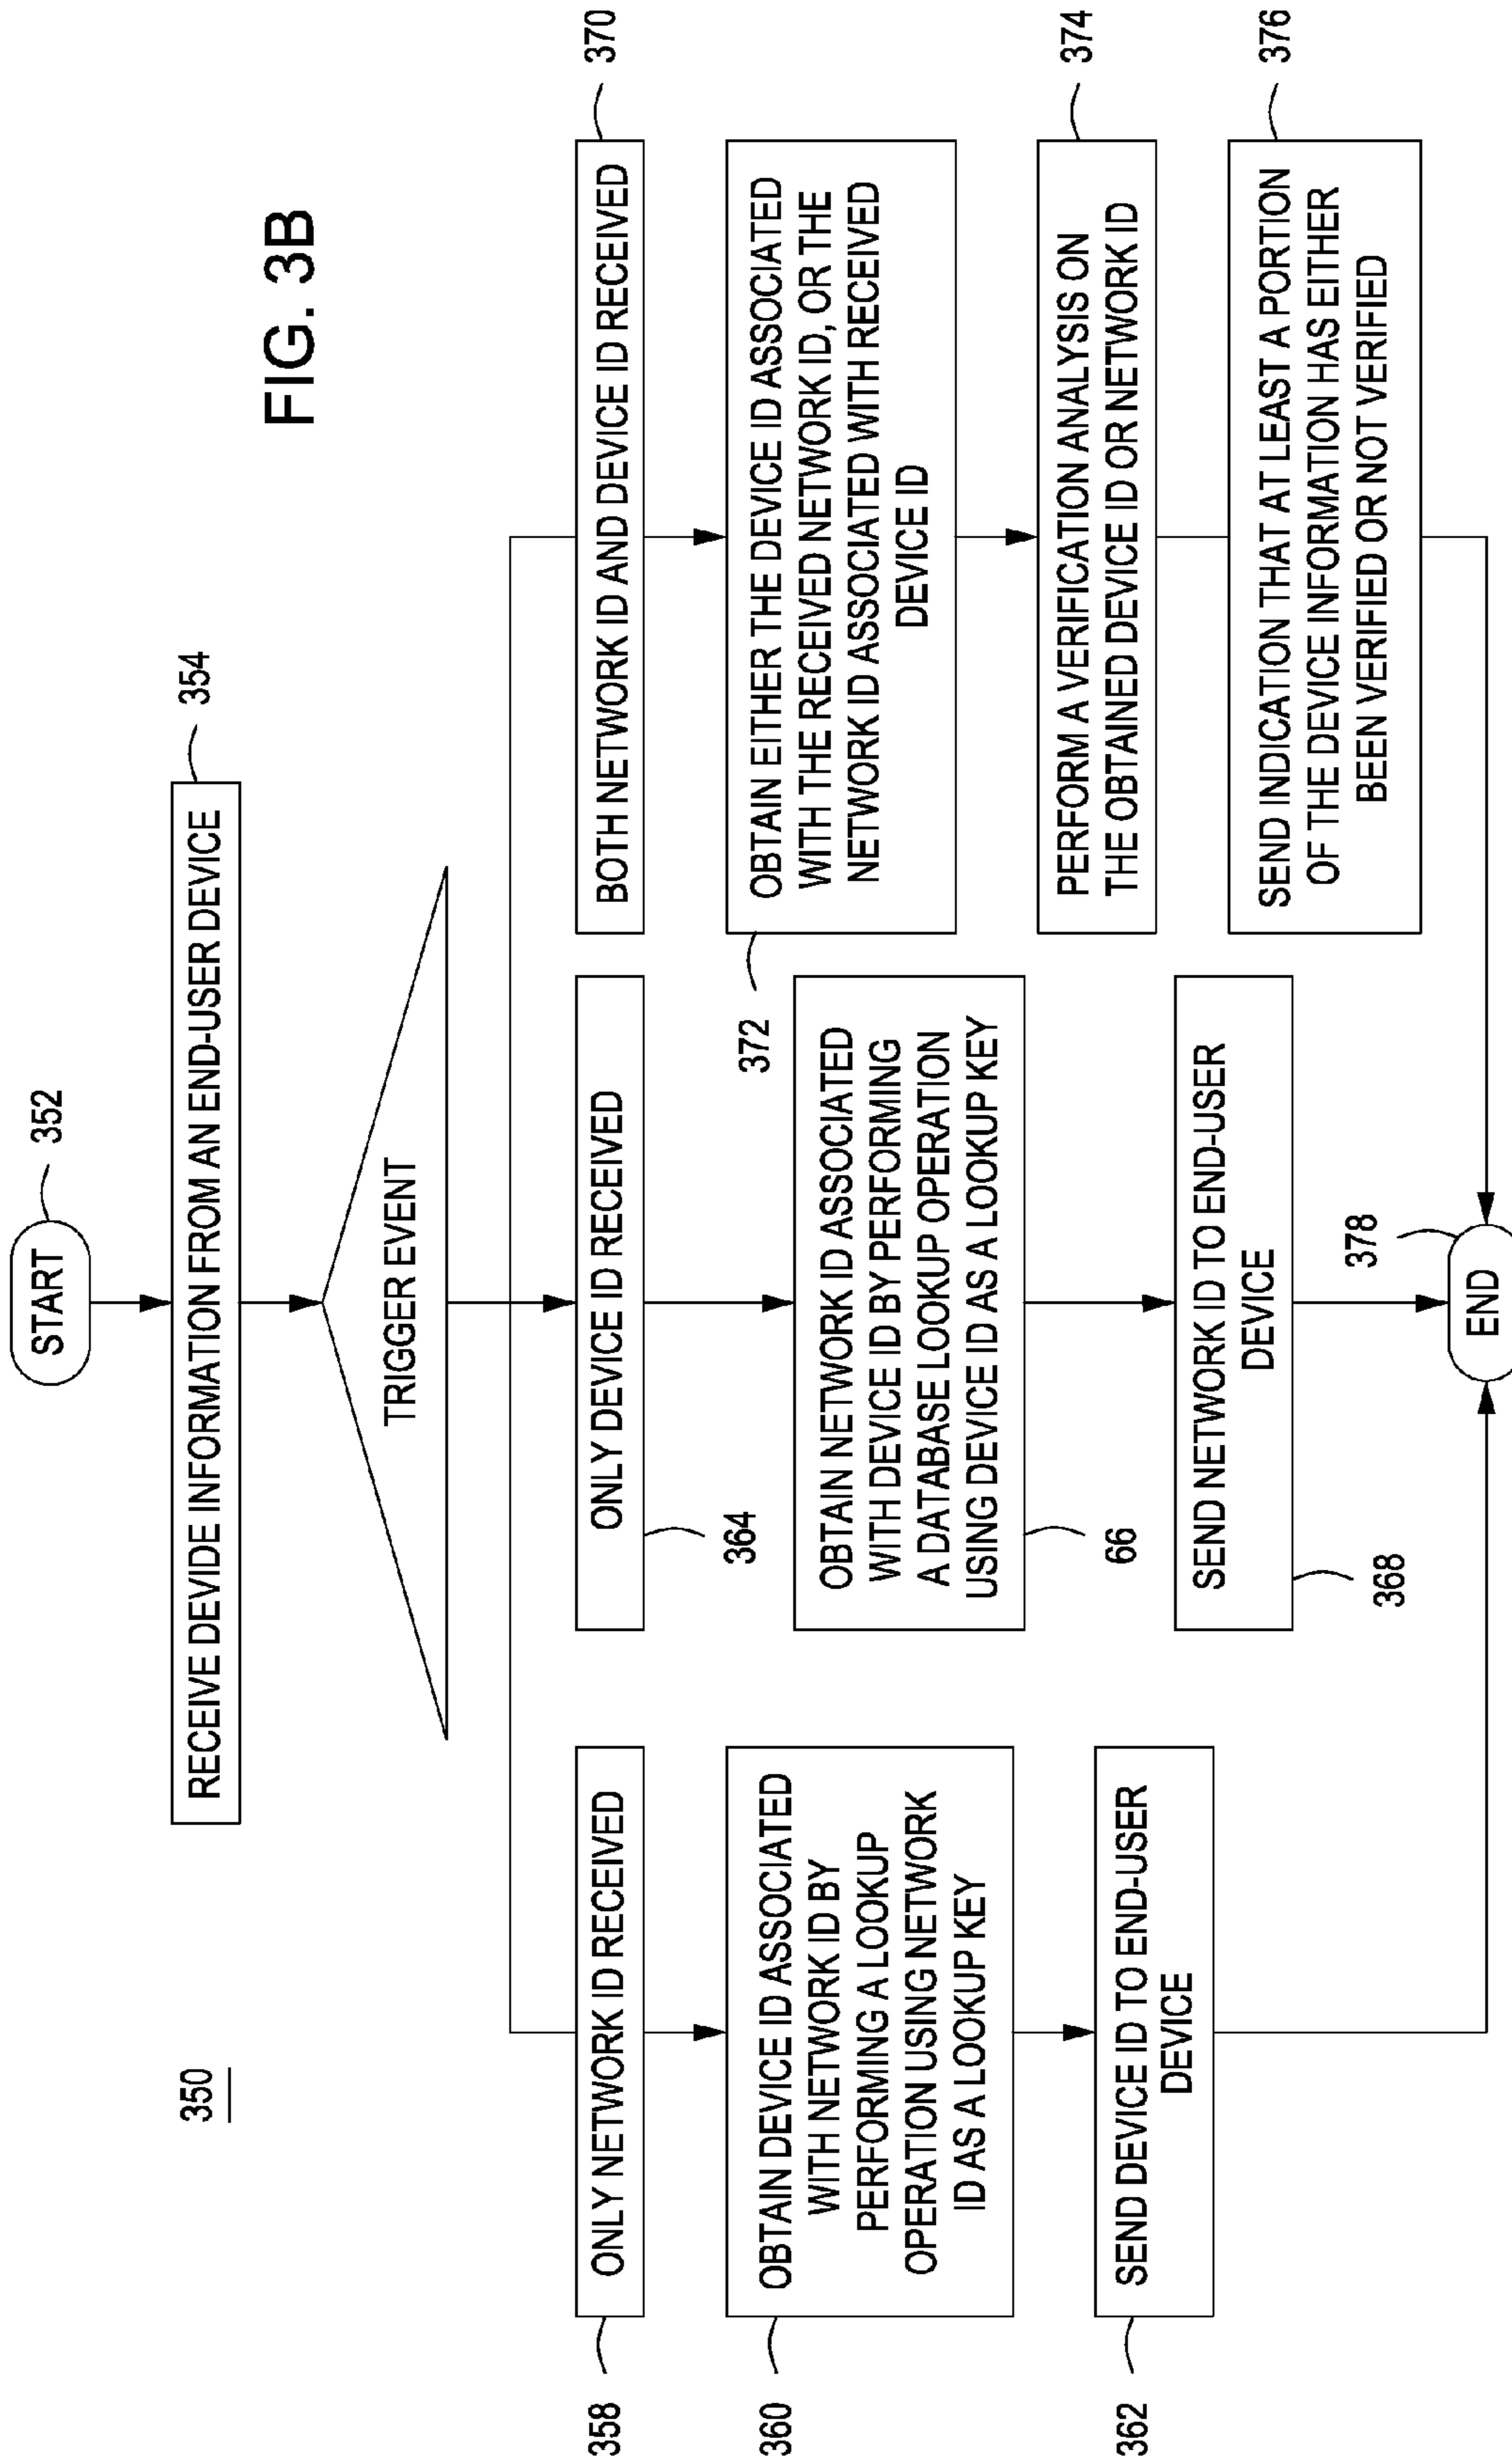 FIG. 3B
350
START
352
RECEIVE DEVIDE INFORMATION FROM AN END-USER DEVICE
354
TRIGGER EVENT
ONLY NETWORK ID RECEIVED
358
OBTAIN DEVICE ID ASSOCIATED
WITH NETWORK ID BY
PERFORMING A LOOKUP
OPERATION USING NETWORK
ID AS A LOOKUP KEY
360
SEND DEVICE ID TO END-USER
DEVICE
362
ONLY DEVICE ID RECEIVED
364
OBTAIN NETWORK ID ASSOCIATED
WITH DEVICE ID BY PERFORMING
A DATABASE LOOKUP OPERATION
USING DEVICE ID AS A LOOKUP KEY
66
SEND NETWORK ID TO END-USER
DEVICE
368
BOTH NETWORK ID AND DEVICE ID RECEIVED
370
OBTAIN EITHER THE DEVICE ID ASSOCIATED
WITH THE RECEIVED NETWORK ID, OR THE
NETWORK ID ASSOCIATED WITH RECEIVED
DEVICE ID
372
PERFORM A VERIFICATION ANALYSIS ON
THE OBTAINED DEVICE ID OR NETWORK ID
374
SEND INDICATION THAT AT LEAST A PORTION
OF THE DEVICE INFORMATION HAS EITHER
BEEN VERIFIED OR NOT VERIFIED
376
END
378